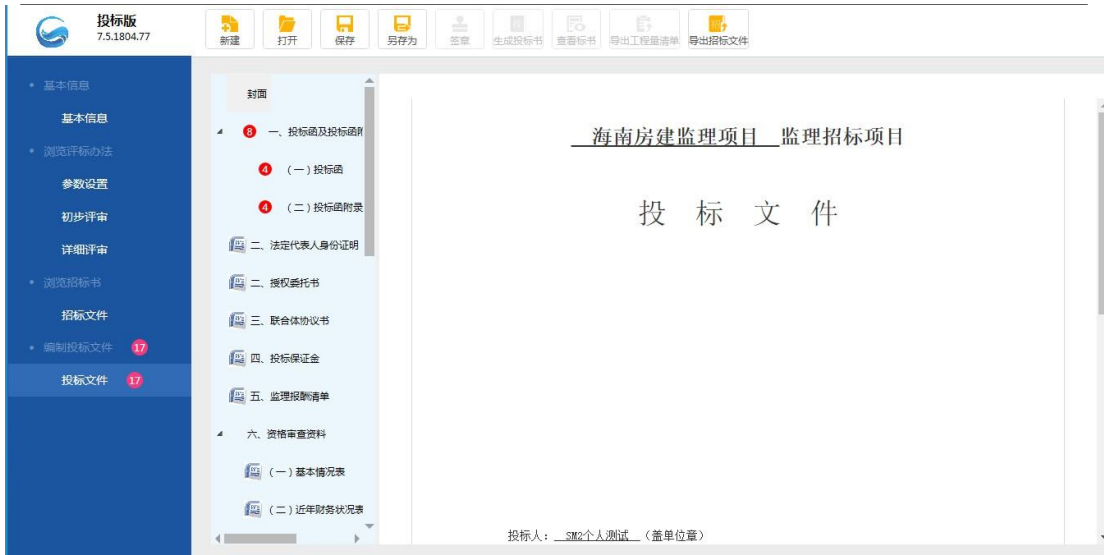 投标版
7.5.1804.77
新建
打开
保存
另存为
签章
生成投标书
查看标书
导出工程量清单
导出招标文件
基本信息
基本信息
浏览评标办法
参数设置
初步评审
详细评审
浏览招标书
招标文件
编制投标文件 17
投标文件 17
封面
8 一、投标函及投标函附
4 （一）投标函
4 （二）投标函附录
二、法定代表人身份证明
二、授权委托书
三、联合体协议书
四、投标保证金
五、监理报酬清单
六、资格审查资料
（一）基本情况表
（二）近年财务状况表
海南房建监理项目 监理招标项目
投 标 文 件
投标人： SM2个人测试 （盖单位章）